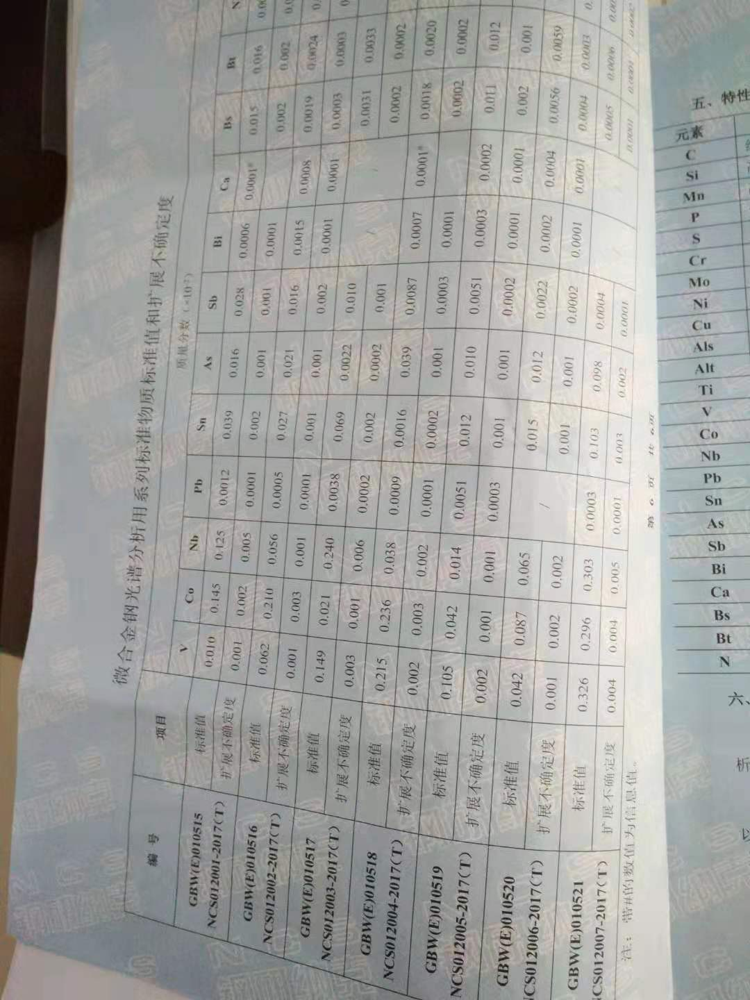 微合金钢光谱分析用系列标准物质标准值和扩展不确定度
编号 项目 质量分数（×10⁻²）
V Co Nb Pb Sn As Sb Bi Ca Bs Bt N
GBW(E)010515 标准值 0.010 0.145 0.125 0.0012 0.039 0.016 0.028 0.0006 0.0001# 0.015 0.016
NCS012001-2017(T) 扩展不确定度 0.001 0.002 0.005 0.0001 0.002 0.001 0.001 0.0001 0.002 0.002
GBW(E)010516 标准值 0.062 0.210 0.056 0.0005 0.027 0.021 0.016 0.0015 0.0008 0.0019 0.0024
NCS012002-2017(T) 扩展不确定度 0.001 0.003 0.001 0.0001 0.001 0.001 0.002 0.0001 0.0001 0.0003 0.0003
GBW(E)010517 标准值 0.149 0.021 0.240 0.0038 0.069 0.0022 0.010 / / 0.0031 0.0033
NCS012003-2017(T) 扩展不确定度 0.003 0.001 0.006 0.0002 0.002 0.0002 0.001 0.0002 0.0002
GBW(E)010518 标准值 0.215 0.236 0.038 0.0009 0.0016 0.039 0.0087 0.0007 0.0001# 0.0018 0.0020
NCS012004-2017(T) 扩展不确定度 0.002 0.003 0.002 0.0001 0.0002 0.001 0.0003 0.0001 0.0002 0.0002
GBW(E)010519 标准值 0.105 0.042 0.014 0.0051 0.012 0.010 0.0051 0.0003 0.0002 0.011 0.012
NCS012005-2017(T) 扩展不确定度 0.002 0.001 0.001 0.0003 0.001 0.001 0.0002 0.0001 0.0001 0.002 0.001
GBW(E)010520 标准值 0.042 0.087 0.065 / 0.015 0.012 0.0022 0.0002 0.0004 0.0056 0.0059
NCS012006-2017(T) 扩展不确定度 0.001 0.002 0.002 0.001 0.001 0.0002 0.0001 0.0001 0.0004 0.0003
GBW(E)010521 标准值 0.326 0.296 0.303 0.0003 0.103 0.098 0.0004 / 0.0005 0.0006
NCS012007-2017(T) 扩展不确定度 0.004 0.004 0.005 0.0001 0.003 0.002 0.0001 0.0001 0.0001 0.0002
注：带#的数值为信息值。
第 6 页 共 6 页
五、特性
元素
C
Si
Mn
P
S
Cr
Mo
Ni
Cu
Als
Alt
Ti
V
Co
Nb
Pb
Sn
As
Sb
Bi
Ca
Bs
Bt
N
六、
析
以